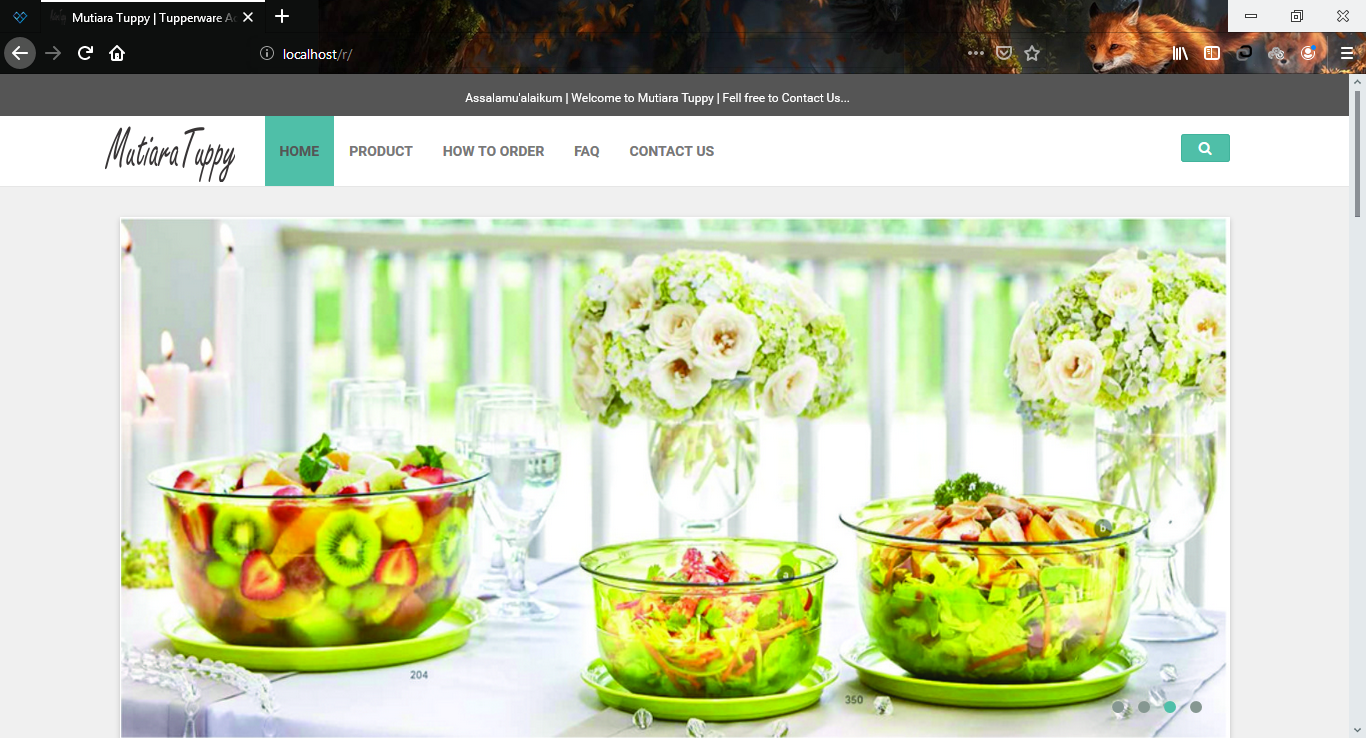 Mutiara Tuppy | Tupperware Ac
localhost/r/
Assalamu'alaikum | Welcome to Mutiara Tuppy | Fell free to Contact Us...
MutiaraTuppy
HOME PRODUCT HOW TO ORDER FAQ CONTACT US
b
a
204
350